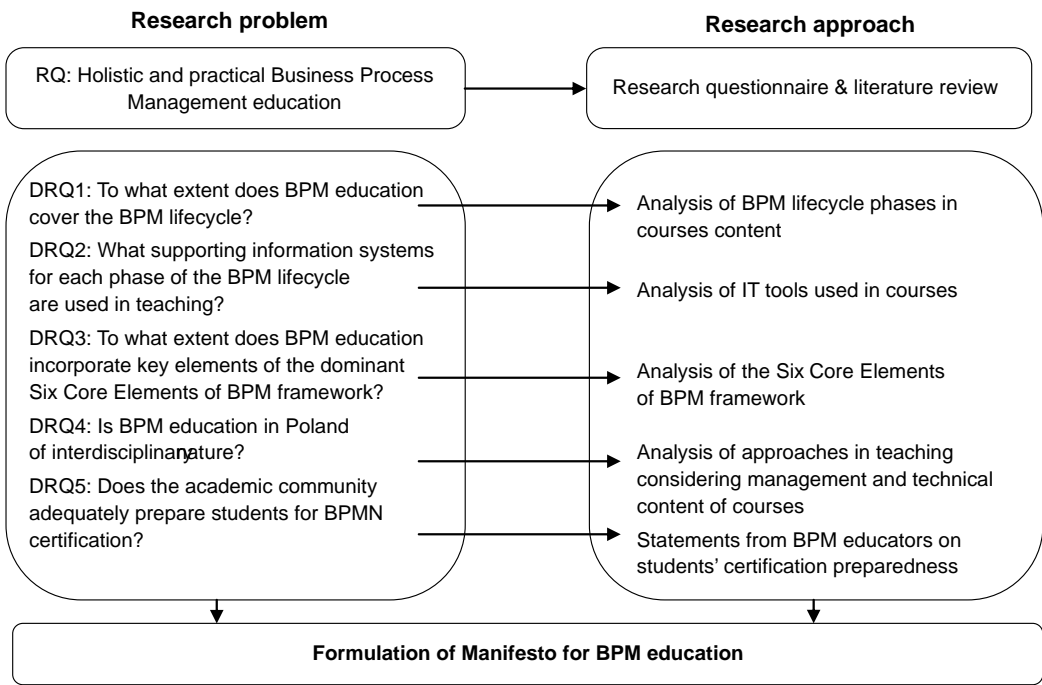 Research problem
Research approach
RQ: Holistic and practical Business Process
Management education
Research questionnaire & literature review
DRQ1: To what extent does BPM education
cover the BPM lifecycle?
DRQ2: What supporting information systems
for each phase of the BPM lifecycle
are used in teaching?
DRQ3: To what extent does BPM education
incorporate key elements of the dominant
Six Core Elements of BPM framework?
DRQ4: Is BPM education in Poland
of interdisciplinary nature?
DRQ5: Does the academic community
adequately prepare students for BPMN
certification?
Analysis of BPM lifecycle phases in
courses content
Analysis of IT tools used in courses
Analysis of the Six Core Elements
of BPM framework
Analysis of approaches in teaching
considering management and technical
content of courses
Statements from BPM educators on
students’ certification preparedness
Formulation of Manifesto for BPM education